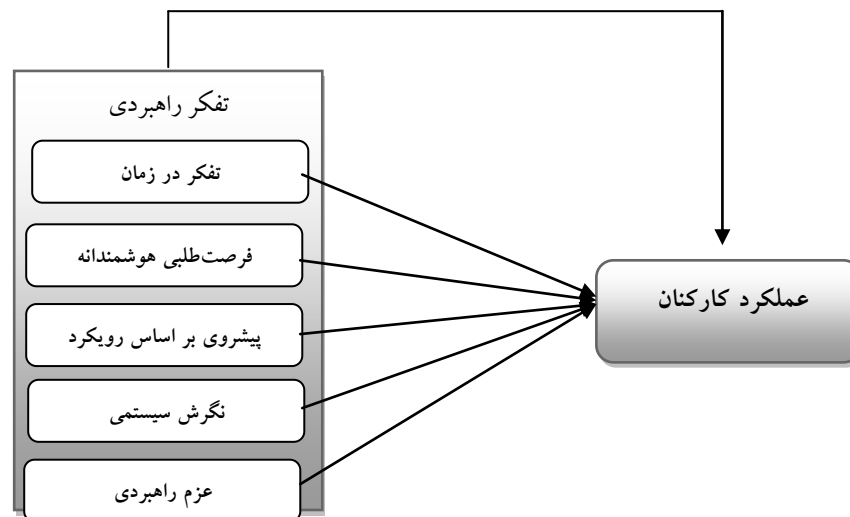 تفکر راهبردی
تفکر در زمان
فرصت‌طلبی هوشمندانه
پیشروی بر اساس رویکرد
نگرش سیستمی
عزم راهبردی
عملکرد کارکنان